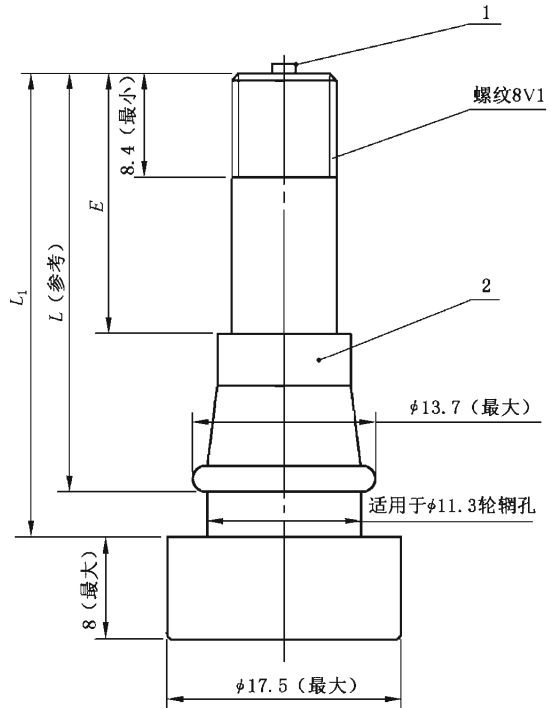 1
螺纹8V1
8.4（最小）
E
L（参考）
L₁
2
ϕ13.7（最大）
适用于ϕ11.3轮辋孔
8（最大）
ϕ17.5（最大）